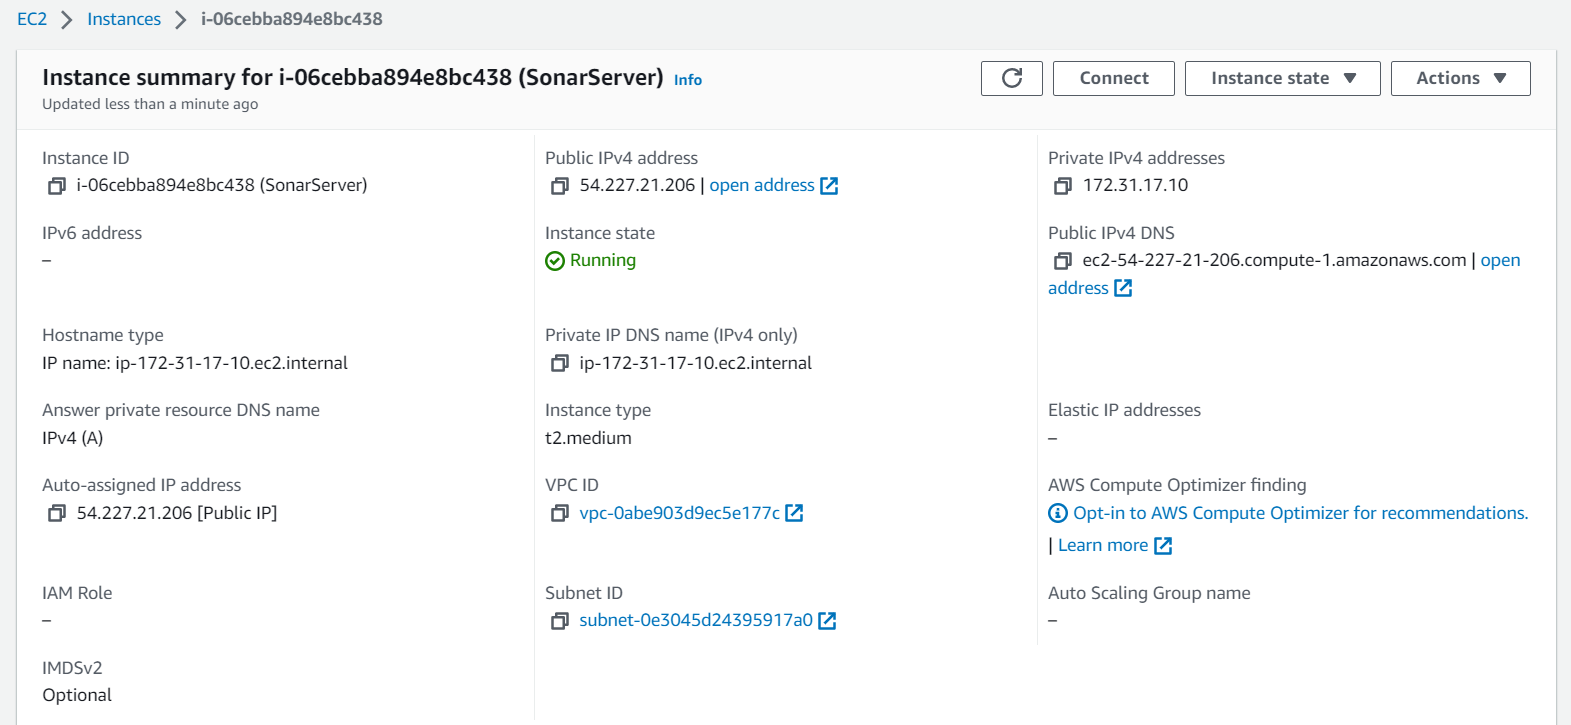 EC2 > Instances > i-06cebba894e8bc438
Instance summary for i-06cebba894e8bc438 (SonarServer) Info
Updated less than a minute ago
Connect
Instance state ▼
Actions ▼
Instance ID
i-06cebba894e8bc438 (SonarServer)
Public IPv4 address
54.227.21.206 | open address
Private IPv4 addresses
172.31.17.10
IPv6 address
–
Instance state
Running
Public IPv4 DNS
ec2-54-227-21-206.compute-1.amazonaws.com | open
address
Hostname type
IP name: ip-172-31-17-10.ec2.internal
Private IP DNS name (IPv4 only)
ip-172-31-17-10.ec2.internal
Answer private resource DNS name
IPv4 (A)
Instance type
t2.medium
Elastic IP addresses
–
Auto-assigned IP address
54.227.21.206 [Public IP]
VPC ID
vpc-0abe903d9ec5e177c
AWS Compute Optimizer finding
Opt-in to AWS Compute Optimizer for recommendations.
| Learn more
IAM Role
–
Subnet ID
subnet-0e3045d24395917a0
Auto Scaling Group name
–
IMDSv2
Optional